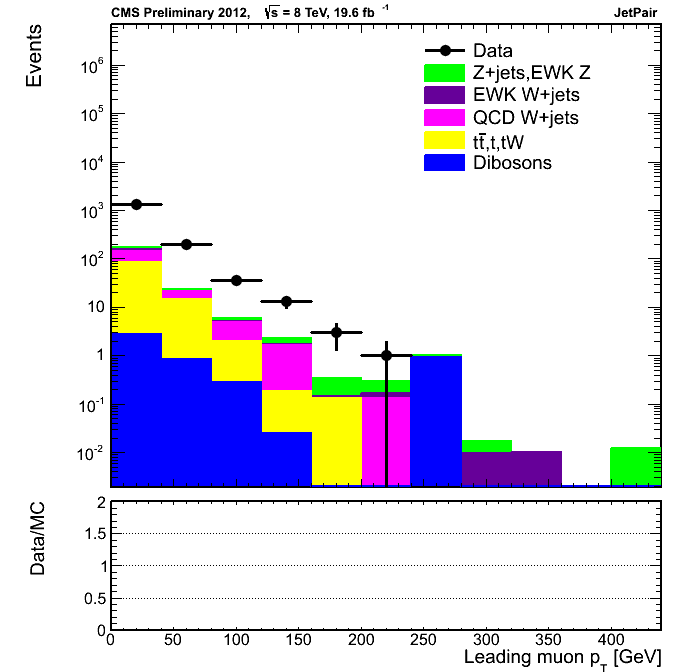 CMS Preliminary 2012, √s = 8 TeV, 19.6 fb⁻¹ JetPair
Events
Data
Z+jets,EWK Z
EWK W+jets
QCD W+jets
tt̄,t,tW
Dibosons
10⁶
10⁵
10⁴
10³
10²
10
1
10⁻¹
10⁻²
Data/MC
2
1.5
1
0.5
0
0 50 100 150 200 250 300 350 400
Leading muon p_T [GeV]